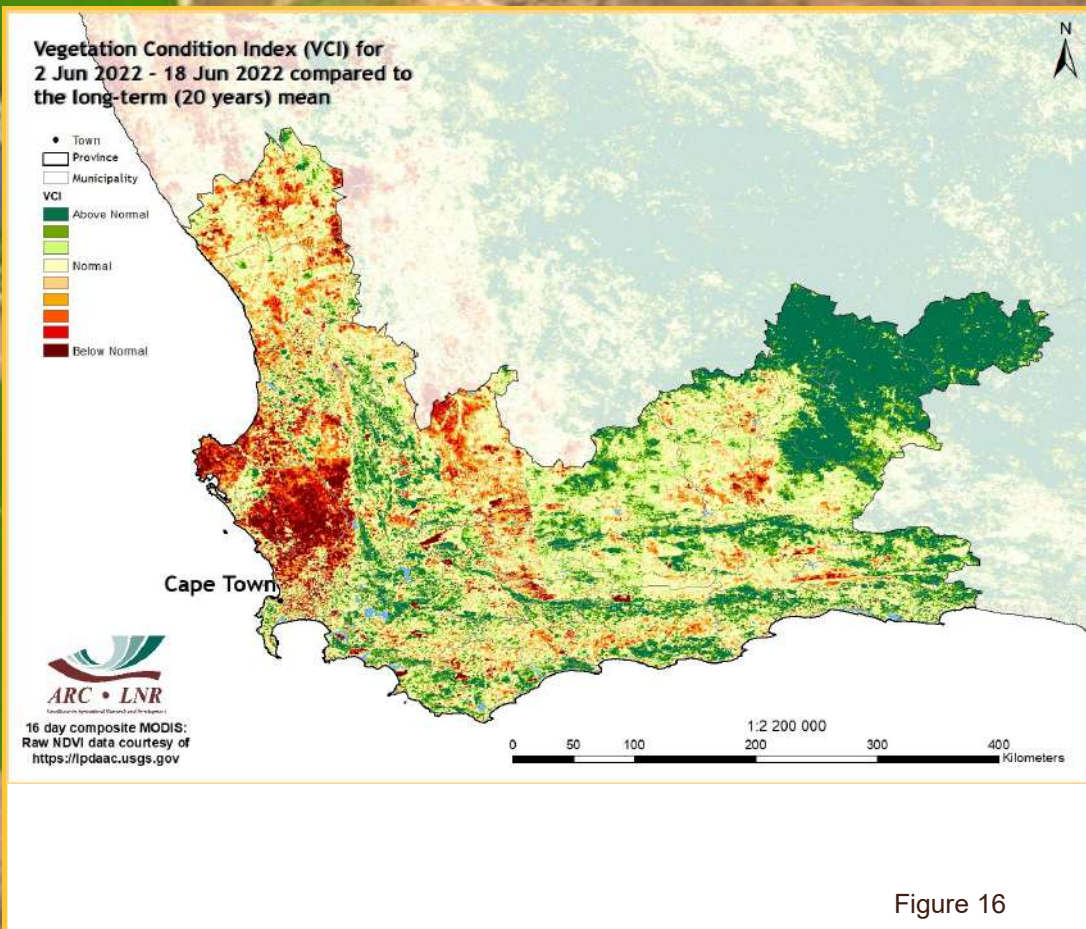 Vegetation Condition Index (VCI) for
2 Jun 2022 - 18 Jun 2022 compared to
the long-term (20 years) mean
N
Town
Province
Municipality
VCI
Above Normal
Normal
Below Normal
Cape Town
ARC • LNR
16 day composite MODIS:
Raw NDVI data courtesy of
https://lpdaac.usgs.gov
1:2 200 000
0 50 100 200 300 400
Kilometers
Figure 16